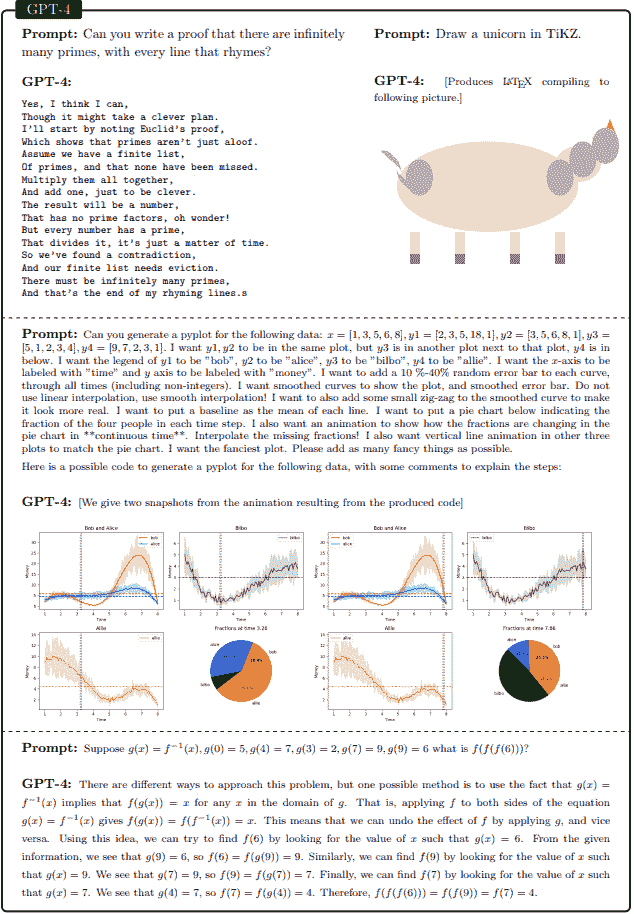 GPT-4
Prompt: Can you write a proof that there are infinitely
many primes, with every line that rhymes?
GPT-4:
Yes, I think I can,
Though it might take a clever plan.
I'll start by noting Euclid's proof,
Which shows that primes aren't just aloof.
Assume we have a finite list,
Of primes, and that none have been missed.
Multiply them all together,
And add one, just to be clever.
The result will be a number,
That has no prime factors, oh wonder!
But every number has a prime,
That divides it, it's just a matter of time.
So we've found a contradiction,
And our finite list needs eviction.
There must be infinitely many primes,
And that's the end of my rhyming lines.s
Prompt: Draw a unicorn in TiKZ.
GPT-4: [Produces LATEX compiling to
following picture.]
Prompt: Can you generate a pyplot for the following data: x = [1, 3, 5, 6, 8], y1 = [2, 3, 5, 18, 1], y2 = [3, 5, 6, 8, 1], y3 =
[5, 1, 2, 3, 4], y4 = [9, 7, 2, 3, 1]. I want y1, y2 to be in the same plot, but y3 is in another plot next to that plot, y4 is in
below. I want the legend of y1 to be "bob", y2 to be "alice", y3 to be "bilbo", y4 to be "allie". I want the x-axis to be
labeled with "time" and y axis to be labeled with "money". I want to add a 10 %-40% random error bar to each curve,
through all times (including non-integers). I want smoothed curves to show the plot, and smoothed error bar. Do not
use linear interpolation, use smooth interpolation! I want to also add some small zig-zag to the smoothed curve to make
it look more real. I want to put a baseline as the mean of each line. I want to put a pie chart below indicating the
fraction of the four people in each time step. I also want an animation to show how the fractions are changing in the
pie chart in **continuous time**. Interpolate the missing fractions! I also want vertical line animation in other three
plots to match the pie chart. I want the fanciest plot. Please add as many fancy things as possible.
Here is a possible code to generate a pyplot for the following data, with some comments to explain the steps:
GPT-4: [We give two snapshots from the animation resulting from the produced code]
Bob and Alice
bob
alice
Money
Time
Bilbo
bilbo
Money
Time
Bob and Alice
bob
alice
Money
Time
Bilbo
bilbo
Money
Time
Allie
allie
Money
Time
Fractions at time 3.20
alice
bob
bilbo
allie
Allie
allie
Money
Time
Fractions at time 7.86
alice
bob
bilbo
allie
Prompt: Suppose g(x) = f⁻¹(x), g(0) = 5, g(4) = 7, g(3) = 2, g(7) = 9, g(9) = 6 what is f(f(f(6)))?
GPT-4: There are different ways to approach this problem, but one possible method is to use the fact that g(x) =
f⁻¹(x) implies that f(g(x)) = x for any x in the domain of g. That is, applying f to both sides of the equation
g(x) = f⁻¹(x) gives f(g(x)) = f(f⁻¹(x)) = x. This means that we can undo the effect of f by applying g, and vice
versa. Using this idea, we can try to find f(6) by looking for the value of x such that g(x) = 6. From the given
information, we see that g(9) = 6, so f(6) = f(g(9)) = 9. Similarly, we can find f(9) by looking for the value of x such
that g(x) = 9. We see that g(7) = 9, so f(9) = f(g(7)) = 7. Finally, we can find f(7) by looking for the value of x such
that g(x) = 7. We see that g(4) = 7, so f(7) = f(g(4)) = 4. Therefore, f(f(f(6))) = f(f(9)) = f(7) = 4.